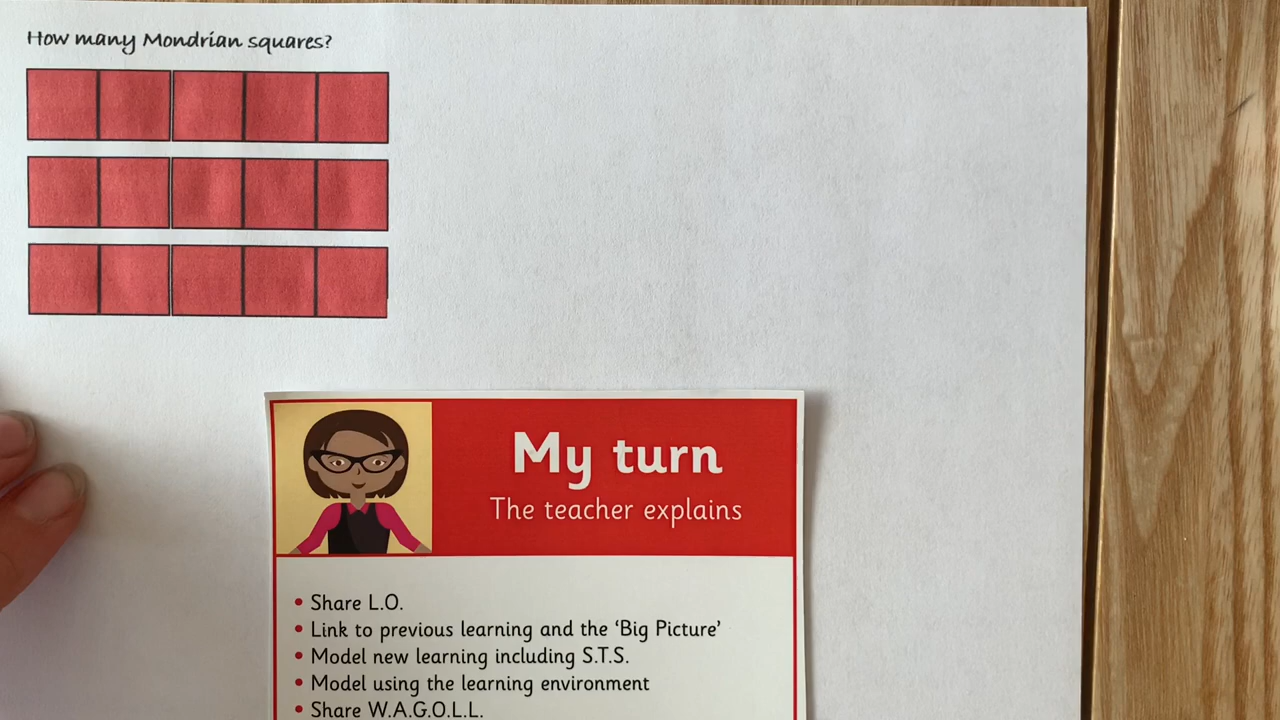 How many Mondrian squares?
My turn
The teacher explains
• Share L.O.
• Link to previous learning and the ‘Big Picture’
• Model new learning including S.T.S.
• Model using the learning environment
• Share W.A.G.O.L.L.